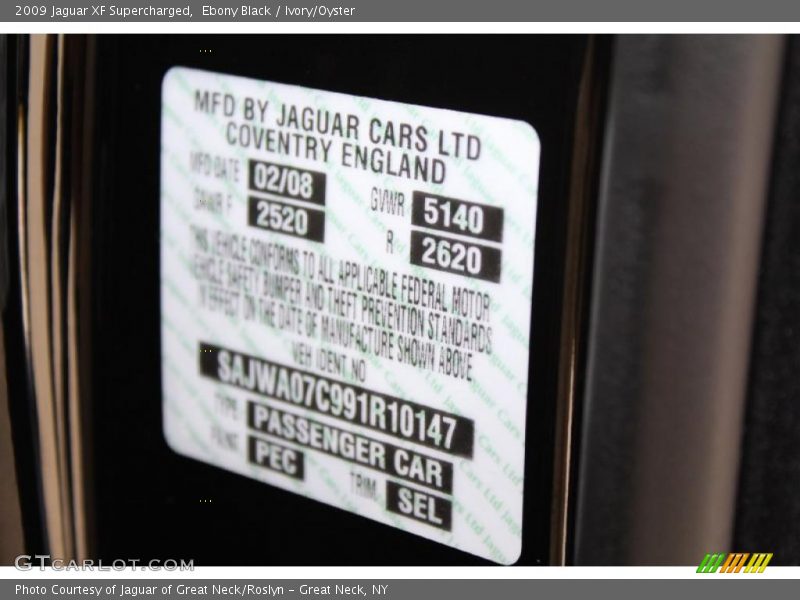 2009 Jaguar XF Supercharged,  Ebony Black / Ivory/Oyster
MFD BY JAGUAR CARS LTD
COVENTRY ENGLAND
MFD DATE 02/08 GVWR 5140
GAWR F 2520 R 2620
THIS VEHICLE CONFORMS TO ALL APPLICABLE FEDERAL MOTOR
VEHICLE SAFETY BUMPER AND THEFT PREVENTION STANDARDS
IN EFFECT ON THE DATE OF MANUFACTURE SHOWN ABOVE
VEH IDENT NO
SAJWA07C991R10147
TYPE PASSENGER CAR
PAINT PEC TRIM SEL
GTCARLOT.COM
Photo Courtesy of Jaguar of Great Neck/Roslyn - Great Neck, NY